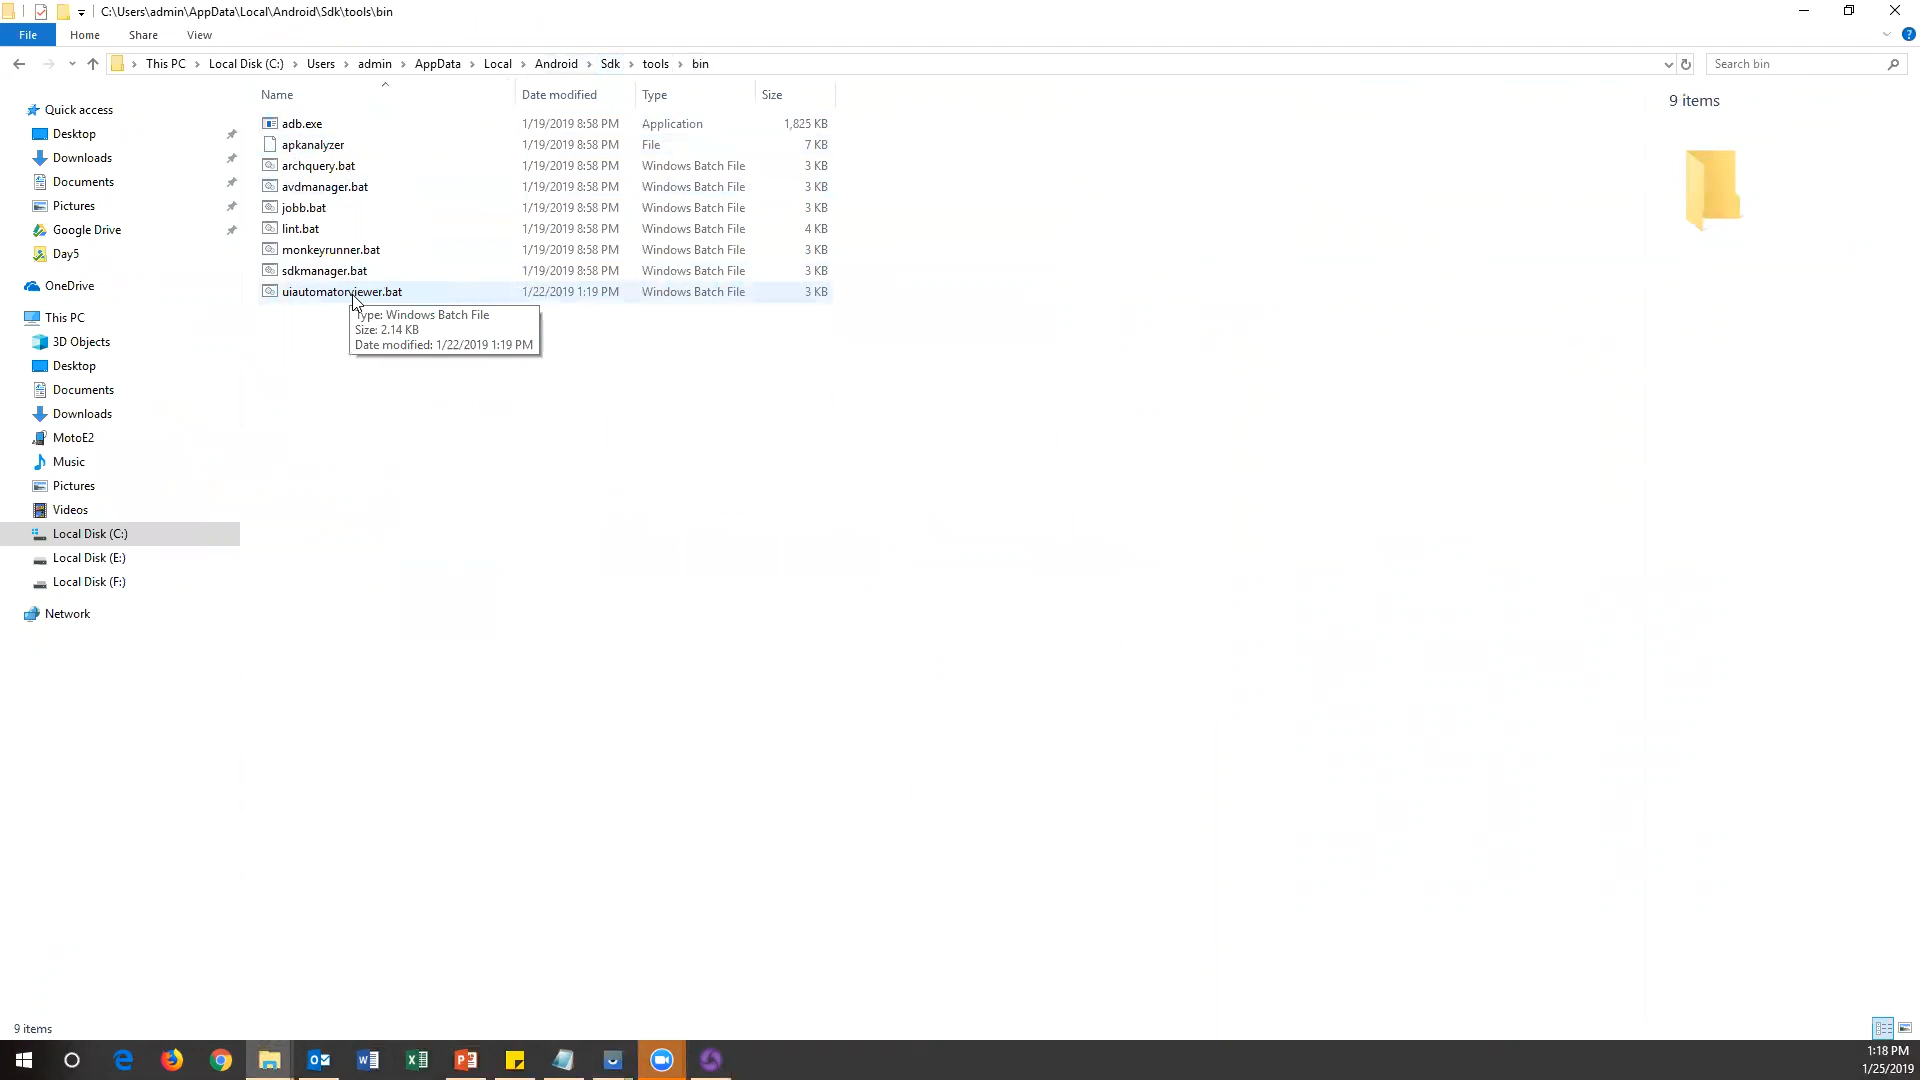 C:\Users\admin\AppData\Local\Android\Sdk\tools\bin
File Home Share View
This PC Local Disk (C:) Users admin AppData Local Android Sdk tools bin
Search bin
Name Date modified Type Size
9 items
Quick access
Desktop
Downloads
Documents
Pictures
Google Drive
Day5
OneDrive
This PC
3D Objects
Desktop
Documents
Downloads
MotoE2
Music
Pictures
Videos
Local Disk (C:)
Local Disk (E:)
Local Disk (F:)
Network
adb.exe 1/19/2019 8:58 PM Application 1,825 KB
apkanalyzer 1/19/2019 8:58 PM File 7 KB
archquery.bat 1/19/2019 8:58 PM Windows Batch File 3 KB
avdmanager.bat 1/19/2019 8:58 PM Windows Batch File 3 KB
jobb.bat 1/19/2019 8:58 PM Windows Batch File 3 KB
lint.bat 1/19/2019 8:58 PM Windows Batch File 4 KB
monkeyrunner.bat 1/19/2019 8:58 PM Windows Batch File 3 KB
sdkmanager.bat 1/19/2019 8:58 PM Windows Batch File 3 KB
uiautomatorviewer.bat 1/22/2019 1:19 PM Windows Batch File 3 KB
Type: Windows Batch File
Size: 2.14 KB
Date modified: 1/22/2019 1:19 PM
9 items
1:18 PM
1/25/2019